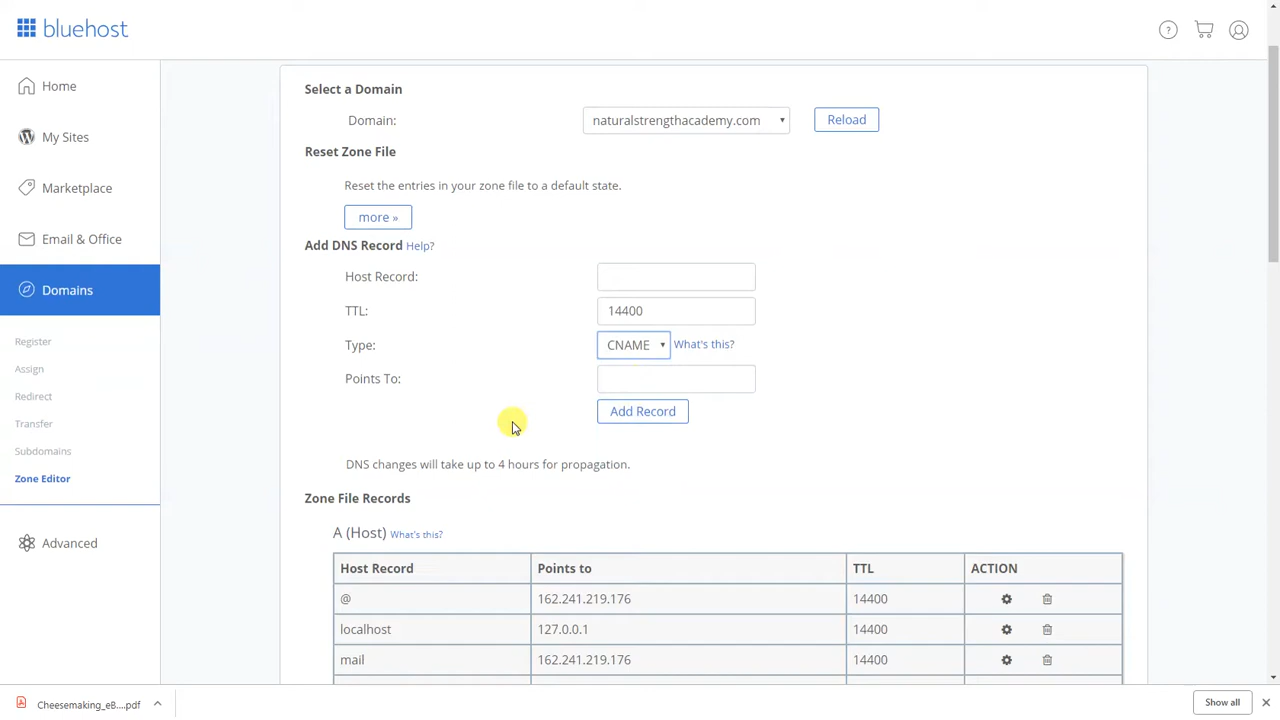 bluehost
Home
My Sites
Marketplace
Email & Office
Domains
Register
Assign
Redirect
Transfer
Subdomains
Zone Editor
Advanced
Select a Domain
Domain: naturalstrengthacademy.com Reload
Reset Zone File
Reset the entries in your zone file to a default state.
more »
Add DNS Record Help?
Host Record:
TTL: 14400
Type: CNAME What's this?
Points To:
Add Record
DNS changes will take up to 4 hours for propagation.
Zone File Records
A (Host) What's this?
Host Record Points to TTL ACTION
@ 162.241.219.176 14400
localhost 127.0.0.1 14400
mail 162.241.219.176 14400
Cheesemaking_eB....pdf Show all